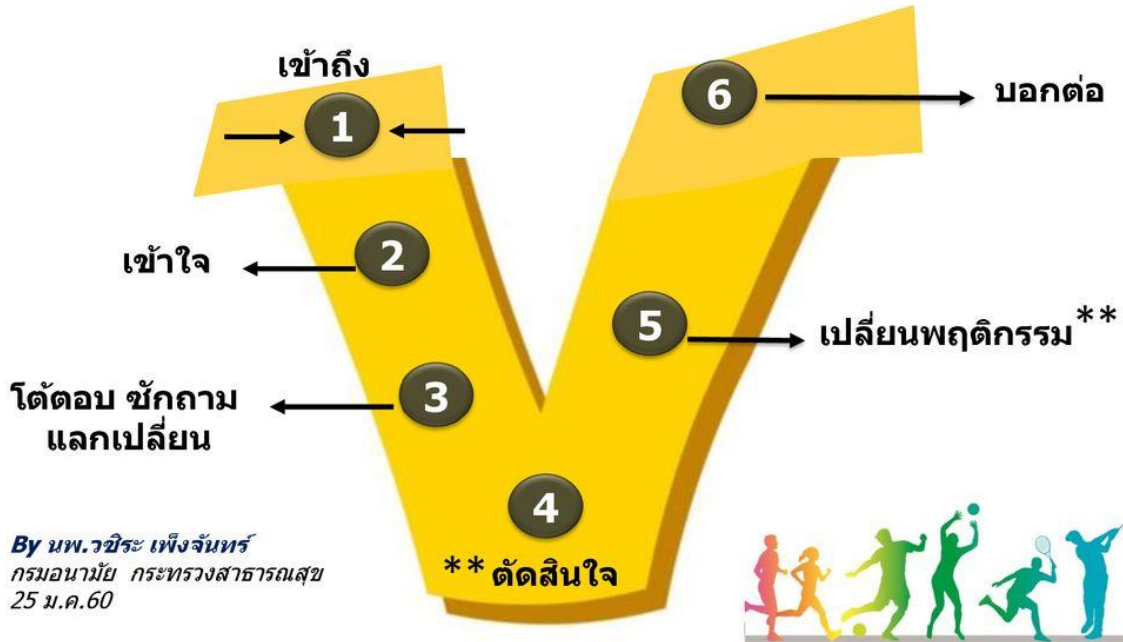 เข้าถึง
1
6
บอกต่อ
2
เข้าใจ
5
เปลี่ยนพฤติกรรม**
3
โต้ตอบ ซักถาม
แลกเปลี่ยน
4
**ตัดสินใจ
By นพ.วชิระ เพ็งจันทร์
กรมอนามัย กระทรวงสาธารณสุข
25 ม.ค.60